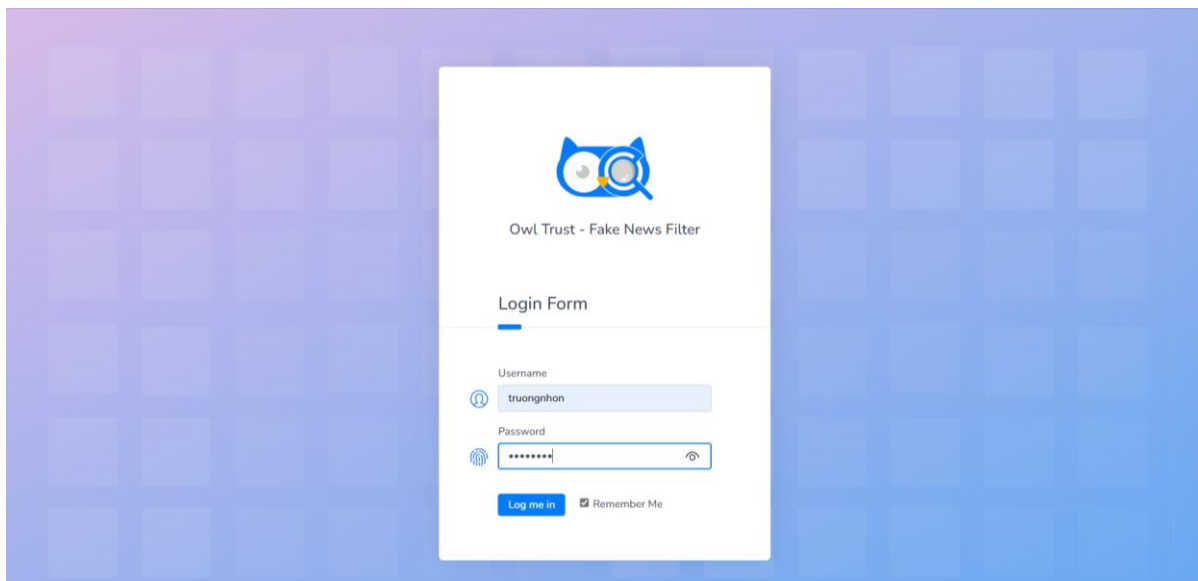 Owl Trust - Fake News Filter
Login Form
Username
truongnhon
Password
••••••••
Log me in
Remember Me